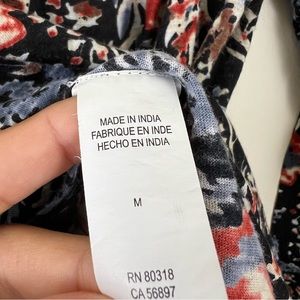 MADE IN INDIA
FABRIQUE EN INDE
HECHO EN INDIA
M
RN 80318
CA 56897